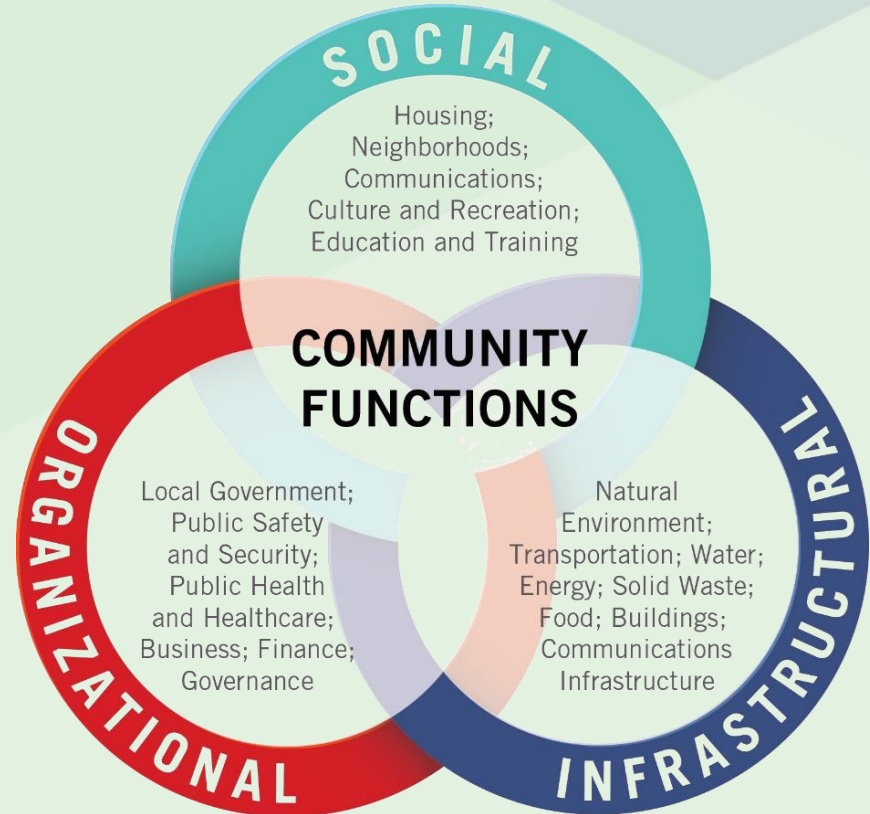 SOCIAL
Housing;
Neighborhoods;
Communications;
Culture and Recreation;
Education and Training
COMMUNITY
FUNCTIONS
ORGANIZATIONAL
Local Government;
Public Safety
and Security;
Public Health
and Healthcare;
Business; Finance;
Governance
INFRASTRUCTURAL
Natural
Environment;
Transportation; Water;
Energy; Solid Waste;
Food; Buildings;
Communications
Infrastructure